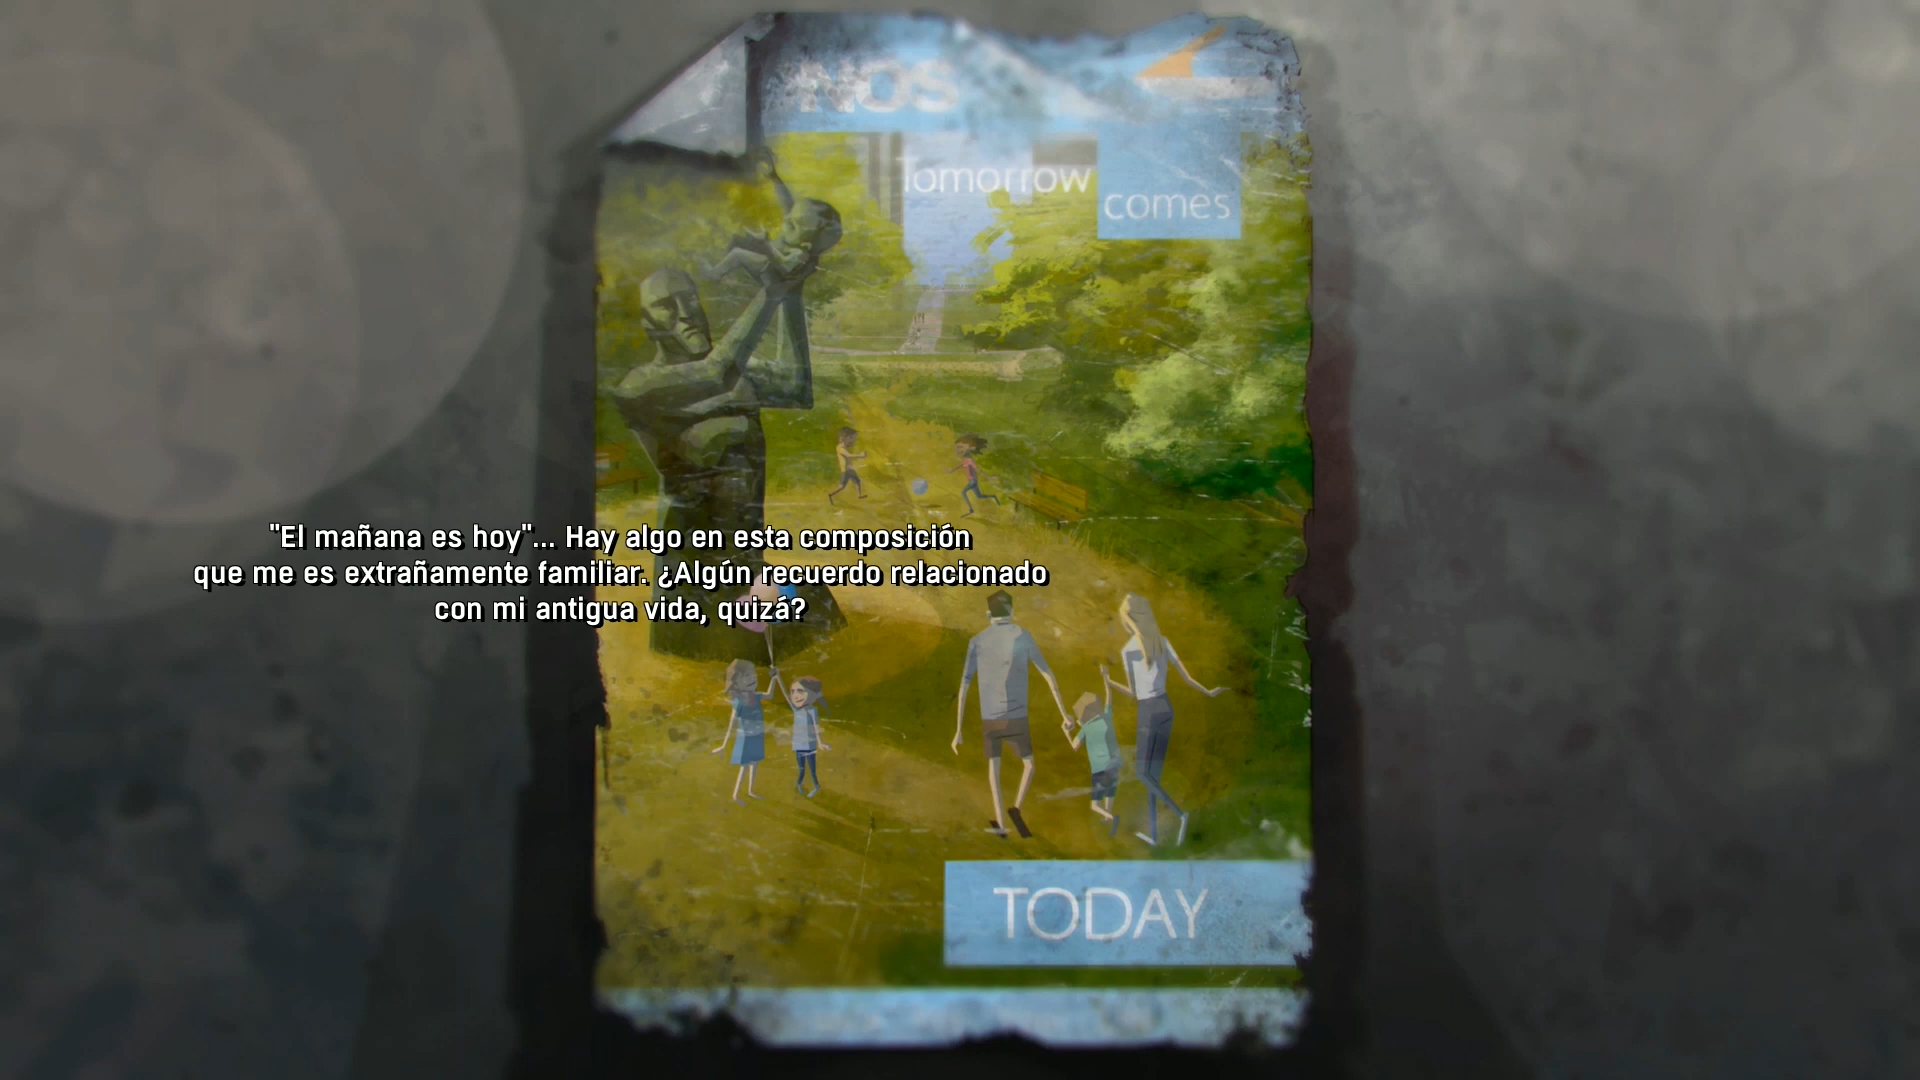 NOS
Tomorrow
comes
"El mañana es hoy"... Hay algo en esta composición
que me es extrañamente familiar. ¿Algún recuerdo relacionado
con mi antigua vida, quizá?
TODAY